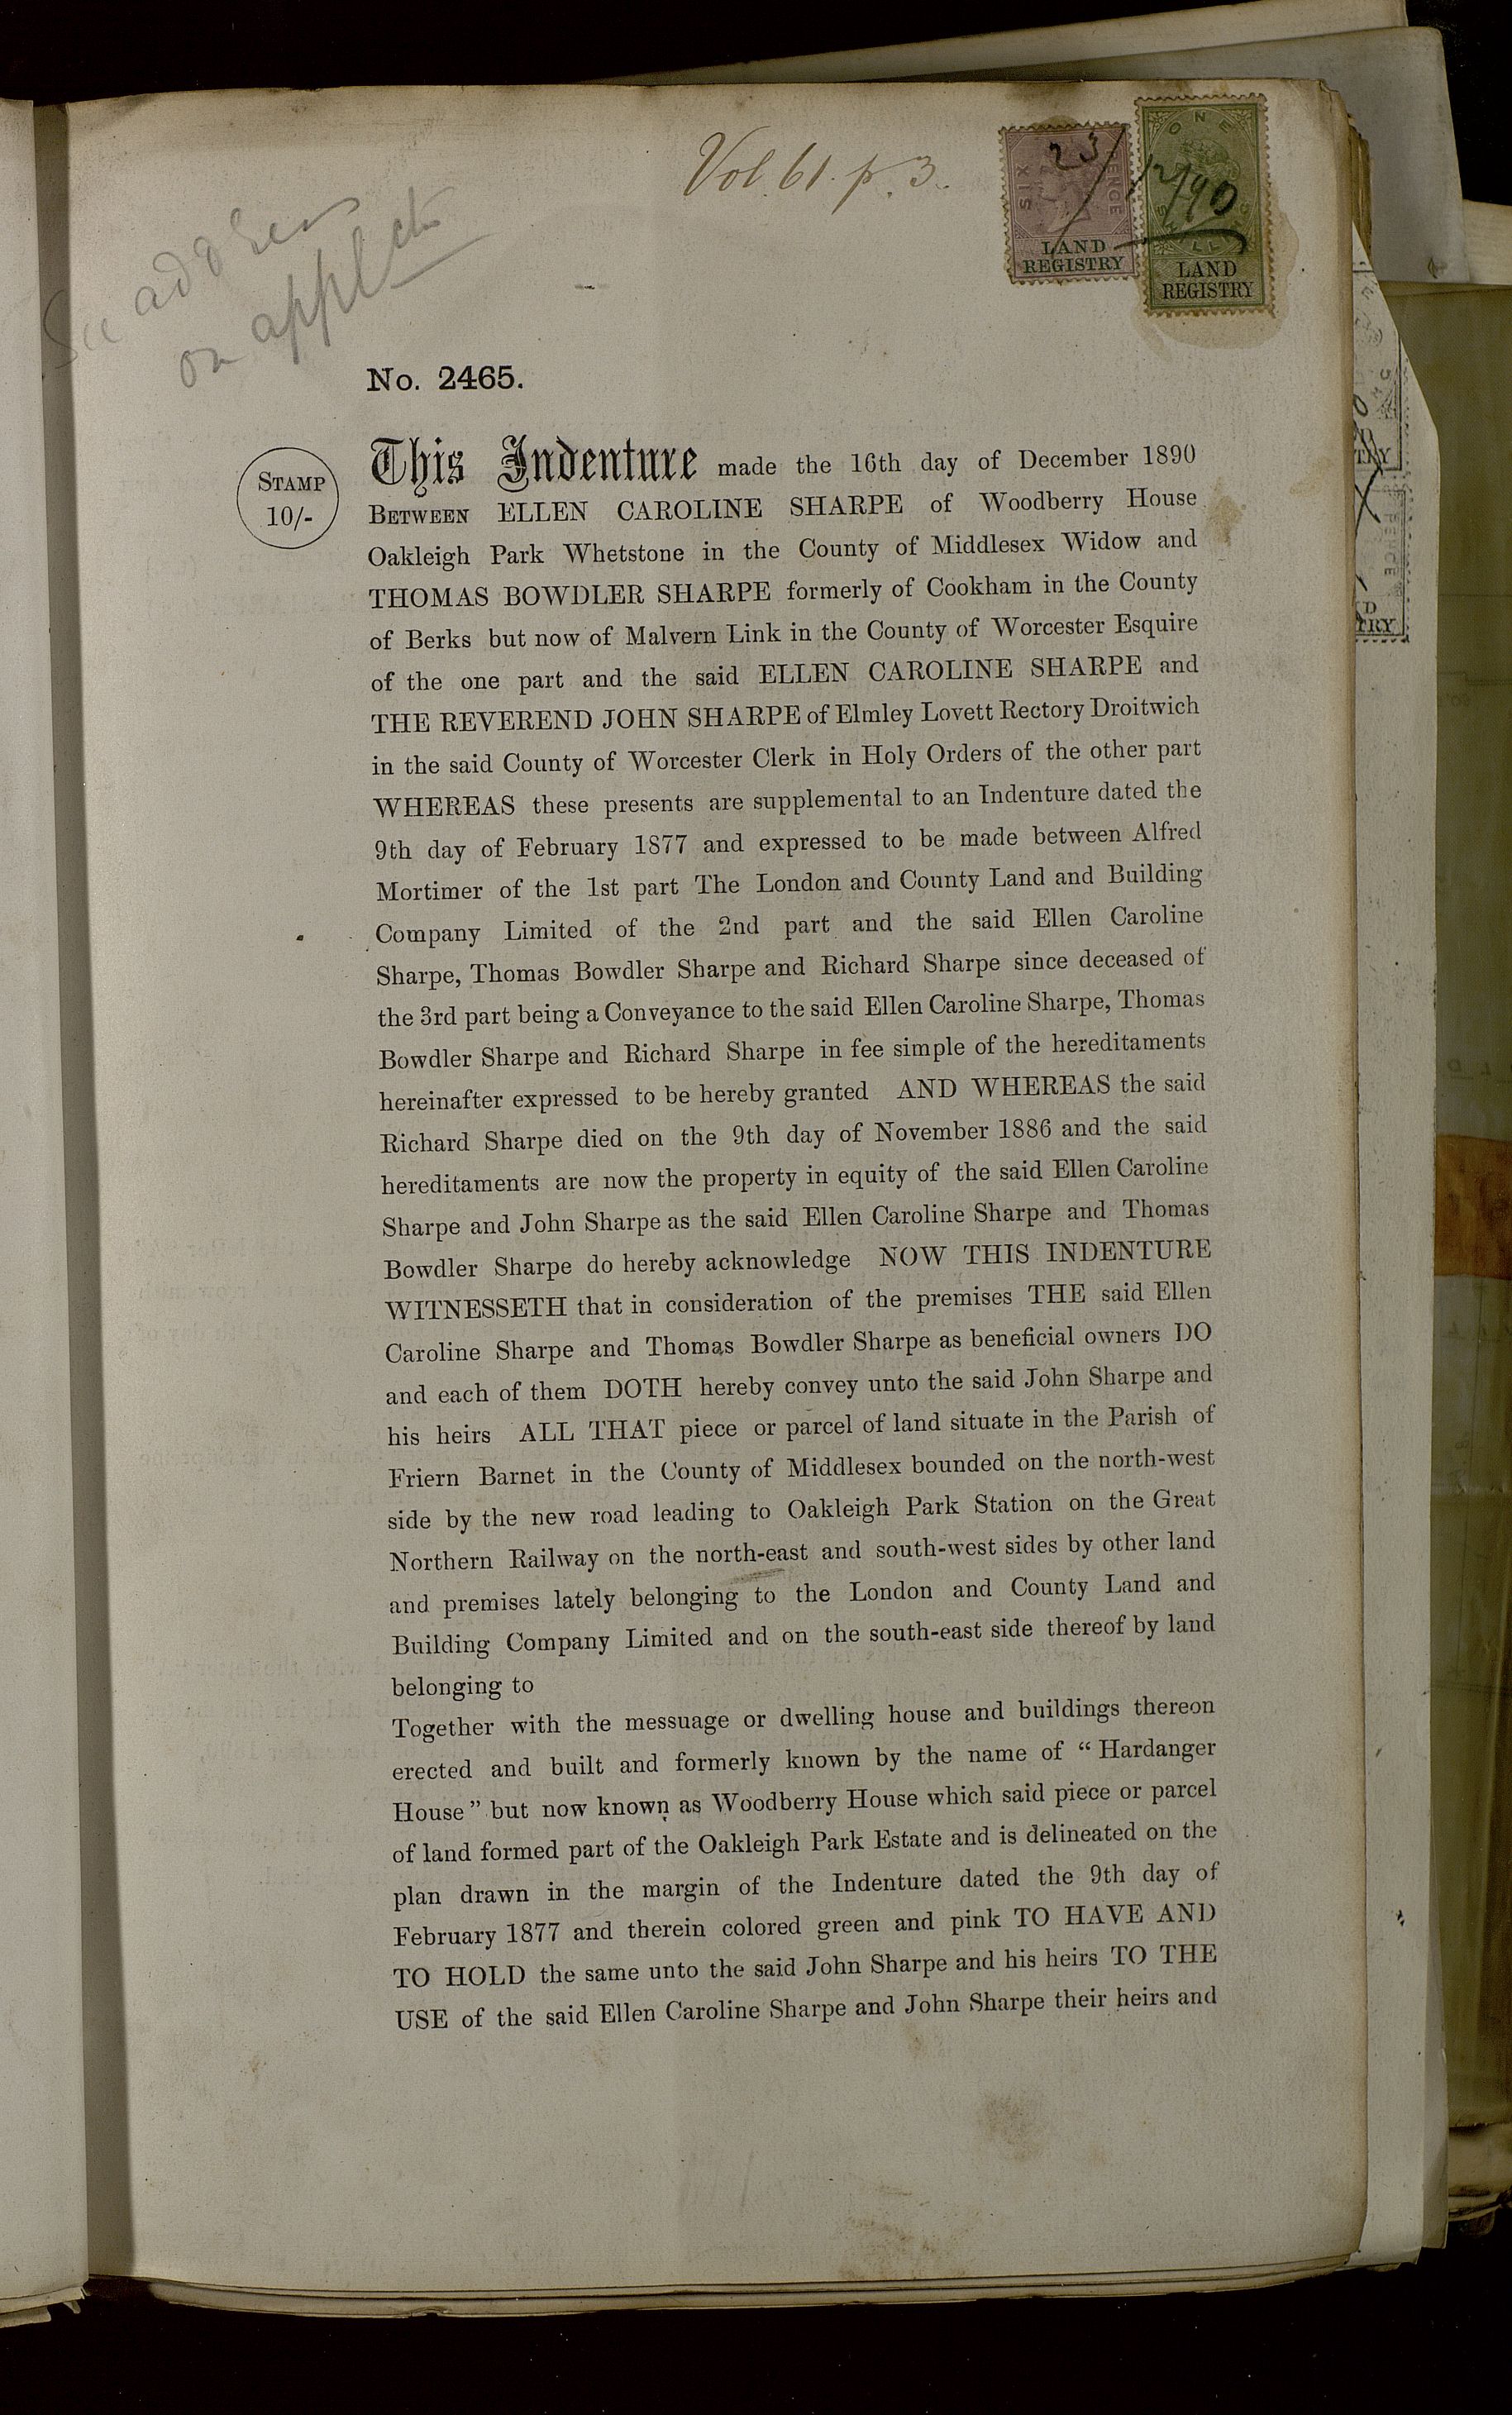 Vol. 61. p. 3.
SIX PENCE
LAND
REGISTRY
ONE
SHILLING
LAND
REGISTRY
23/12/90
See address
on applctn
No. 2465.
STAMP
10/-
This Indenture made the 16th day of December 1890
BETWEEN ELLEN CAROLINE SHARPE of Woodberry House
Oakleigh Park Whetstone in the County of Middlesex Widow and
THOMAS BOWDLER SHARPE formerly of Cookham in the County
of Berks but now of Malvern Link in the County of Worcester Esquire
of the one part and the said ELLEN CAROLINE SHARPE and
THE REVEREND JOHN SHARPE of Elmley Lovett Rectory Droitwich
in the said County of Worcester Clerk in Holy Orders of the other part
WHEREAS these presents are supplemental to an Indenture dated the
9th day of February 1877 and expressed to be made between Alfred
Mortimer of the 1st part The London and County Land and Building
Company Limited of the 2nd part and the said Ellen Caroline
Sharpe, Thomas Bowdler Sharpe and Richard Sharpe since deceased of
the 3rd part being a Conveyance to the said Ellen Caroline Sharpe, Thomas
Bowdler Sharpe and Richard Sharpe in fee simple of the hereditaments
hereinafter expressed to be hereby granted AND WHEREAS the said
Richard Sharpe died on the 9th day of November 1886 and the said
hereditaments are now the property in equity of the said Ellen Caroline
Sharpe and John Sharpe as the said Ellen Caroline Sharpe and Thomas
Bowdler Sharpe do hereby acknowledge NOW THIS INDENTURE
WITNESSETH that in consideration of the premises THE said Ellen
Caroline Sharpe and Thomas Bowdler Sharpe as beneficial owners DO
and each of them DOTH hereby convey unto the said John Sharpe and
his heirs ALL THAT piece or parcel of land situate in the Parish of
Friern Barnet in the County of Middlesex bounded on the north-west
side by the new road leading to Oakleigh Park Station on the Great
Northern Railway on the north-east and south-west sides by other land
and premises lately belonging to the London and County Land and
Building Company Limited and on the south-east side thereof by land
belonging to
Together with the messuage or dwelling house and buildings thereon
erected and built and formerly known by the name of “ Hardanger
House ” but now known as Woodberry House which said piece or parcel
of land formed part of the Oakleigh Park Estate and is delineated on the
plan drawn in the margin of the Indenture dated the 9th day of
February 1877 and therein colored green and pink TO HAVE AND
TO HOLD the same unto the said John Sharpe and his heirs TO THE
USE of the said Ellen Caroline Sharpe and John Sharpe their heirs and